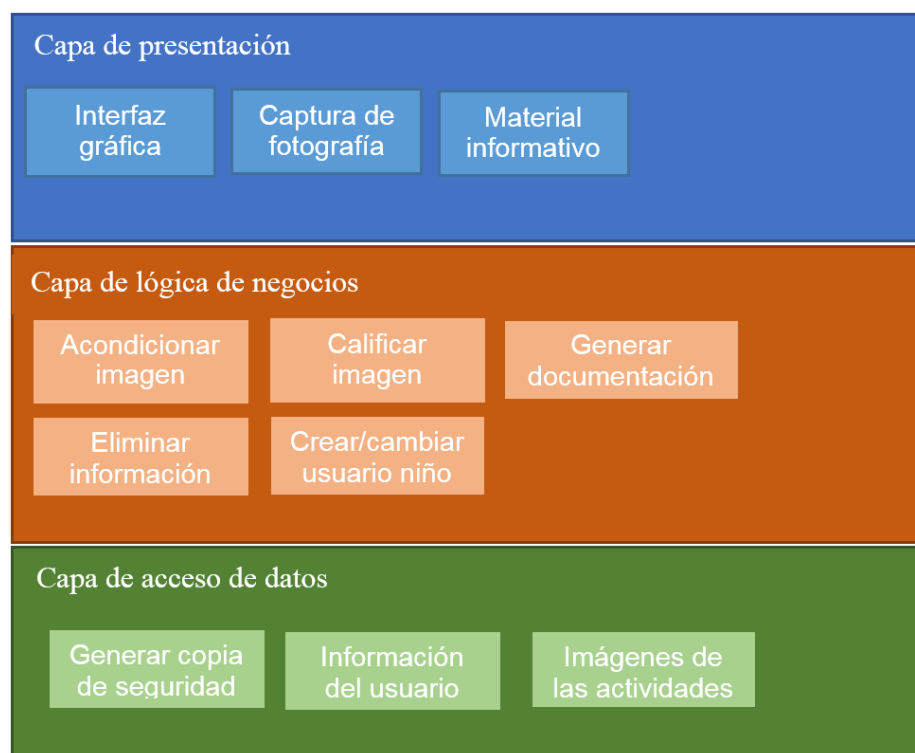 Capa de presentación
Interfaz
gráfica
Captura de
fotografía
Material
informativo
Capa de lógica de negocios
Acondicionar
imagen
Calificar
imagen
Generar
documentación
Eliminar
información
Crear/cambiar
usuario niño
Capa de acceso de datos
Generar copia
de seguridad
Información
del usuario
Imágenes de
las actividades